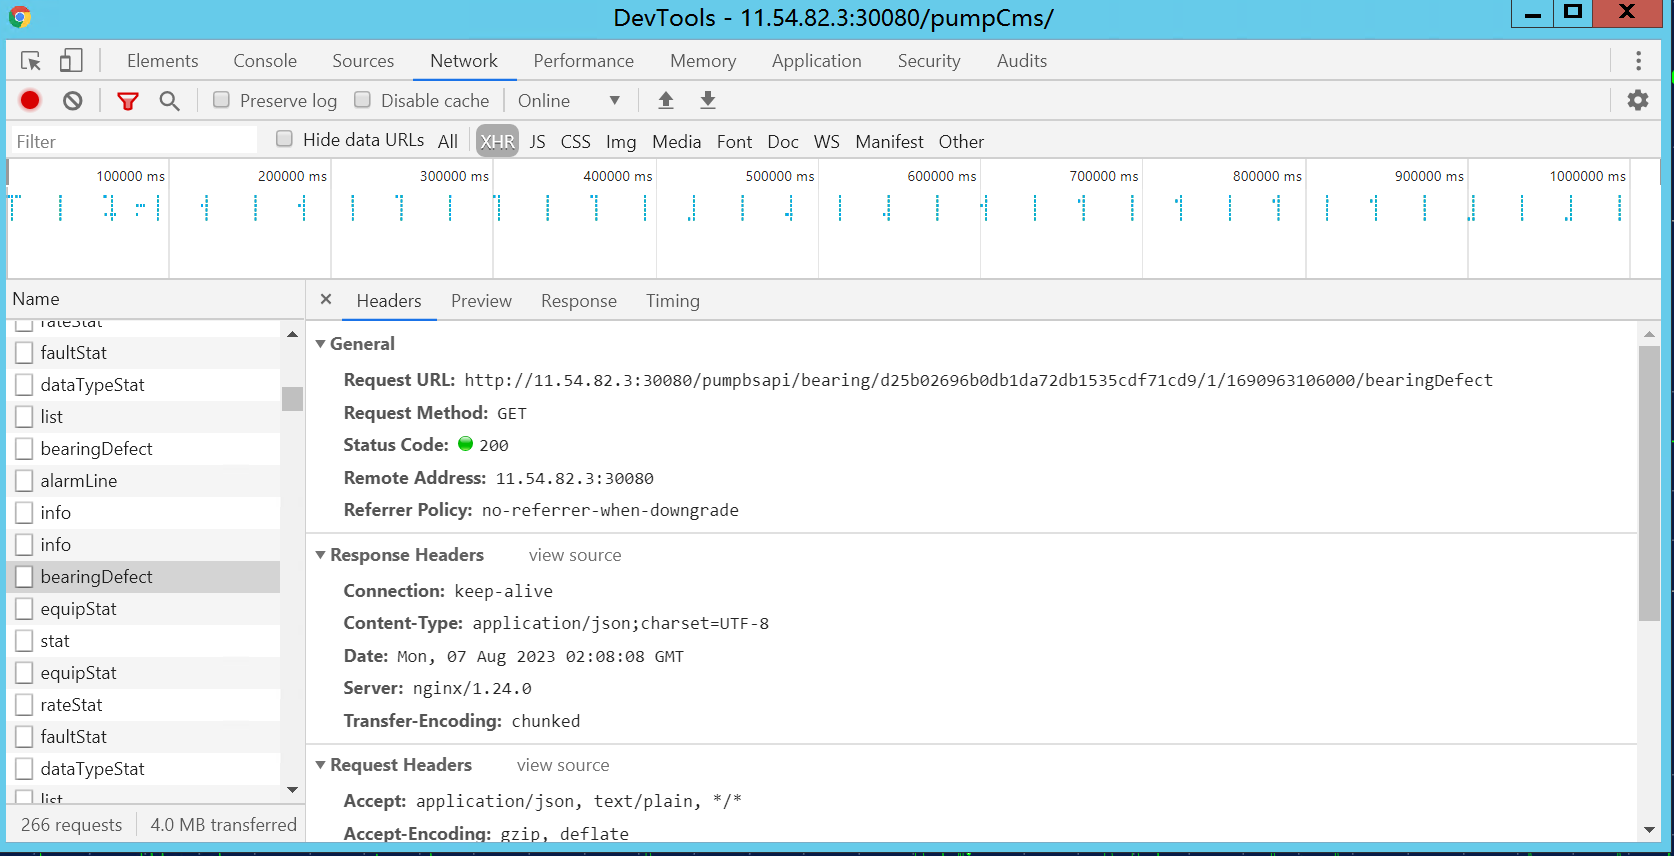 DevTools - 11.54.82.3:30080/pumpCms/
X
Elements Console Sources Network Performance Memory Application Security Audits
Preserve log Disable cache Online
Filter Hide data URLs All XHR JS CSS Img Media Font Doc WS Manifest Other
100000 ms 200000 ms 300000 ms 400000 ms 500000 ms 600000 ms 700000 ms 800000 ms 900000 ms 1000000 ms
Name
rateStat
faultStat
dataTypeStat
list
bearingDefect
alarmLine
info
info
bearingDefect
equipStat
stat
equipStat
rateStat
faultStat
dataTypeStat
list
266 requests 4.0 MB transferred
× Headers Preview Response Timing
General
Request URL: http://11.54.82.3:30080/pumpbsapi/bearing/d25b02696b0db1da72db1535cdf71cd9/1/1690963106000/bearingDefect
Request Method: GET
Status Code: 200
Remote Address: 11.54.82.3:30080
Referrer Policy: no-referrer-when-downgrade
Response Headers view source
Connection: keep-alive
Content-Type: application/json;charset=UTF-8
Date: Mon, 07 Aug 2023 02:08:08 GMT
Server: nginx/1.24.0
Transfer-Encoding: chunked
Request Headers view source
Accept: application/json, text/plain, */*
Accept-Encoding: gzip, deflate